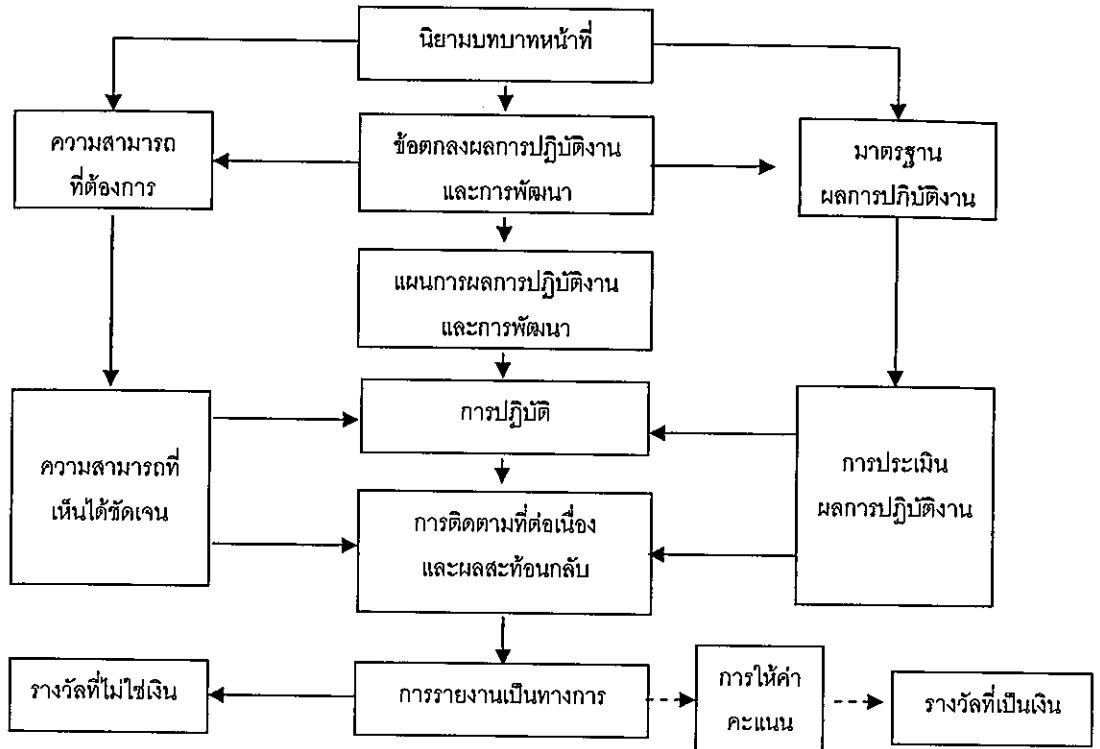 นิยามบทบาทหน้าที่
ความสามารถ
ที่ต้องการ
ข้อตกลงผลการปฏิบัติงาน
และการพัฒนา
มาตรฐาน
ผลการปฏิบัติงาน
แผนการผลการปฏิบัติงาน
และการพัฒนา
การปฏิบัติ
ความสามารถที่
เห็นได้ชัดเจน
การประเมิน
ผลการปฏิบัติงาน
การติดตามที่ต่อเนื่อง
และผลสะท้อนกลับ
รางวัลที่ไม่ใช่เงิน
การรายงานเป็นทางการ
การให้ค่า
คะแนน
รางวัลที่เป็นเงิน